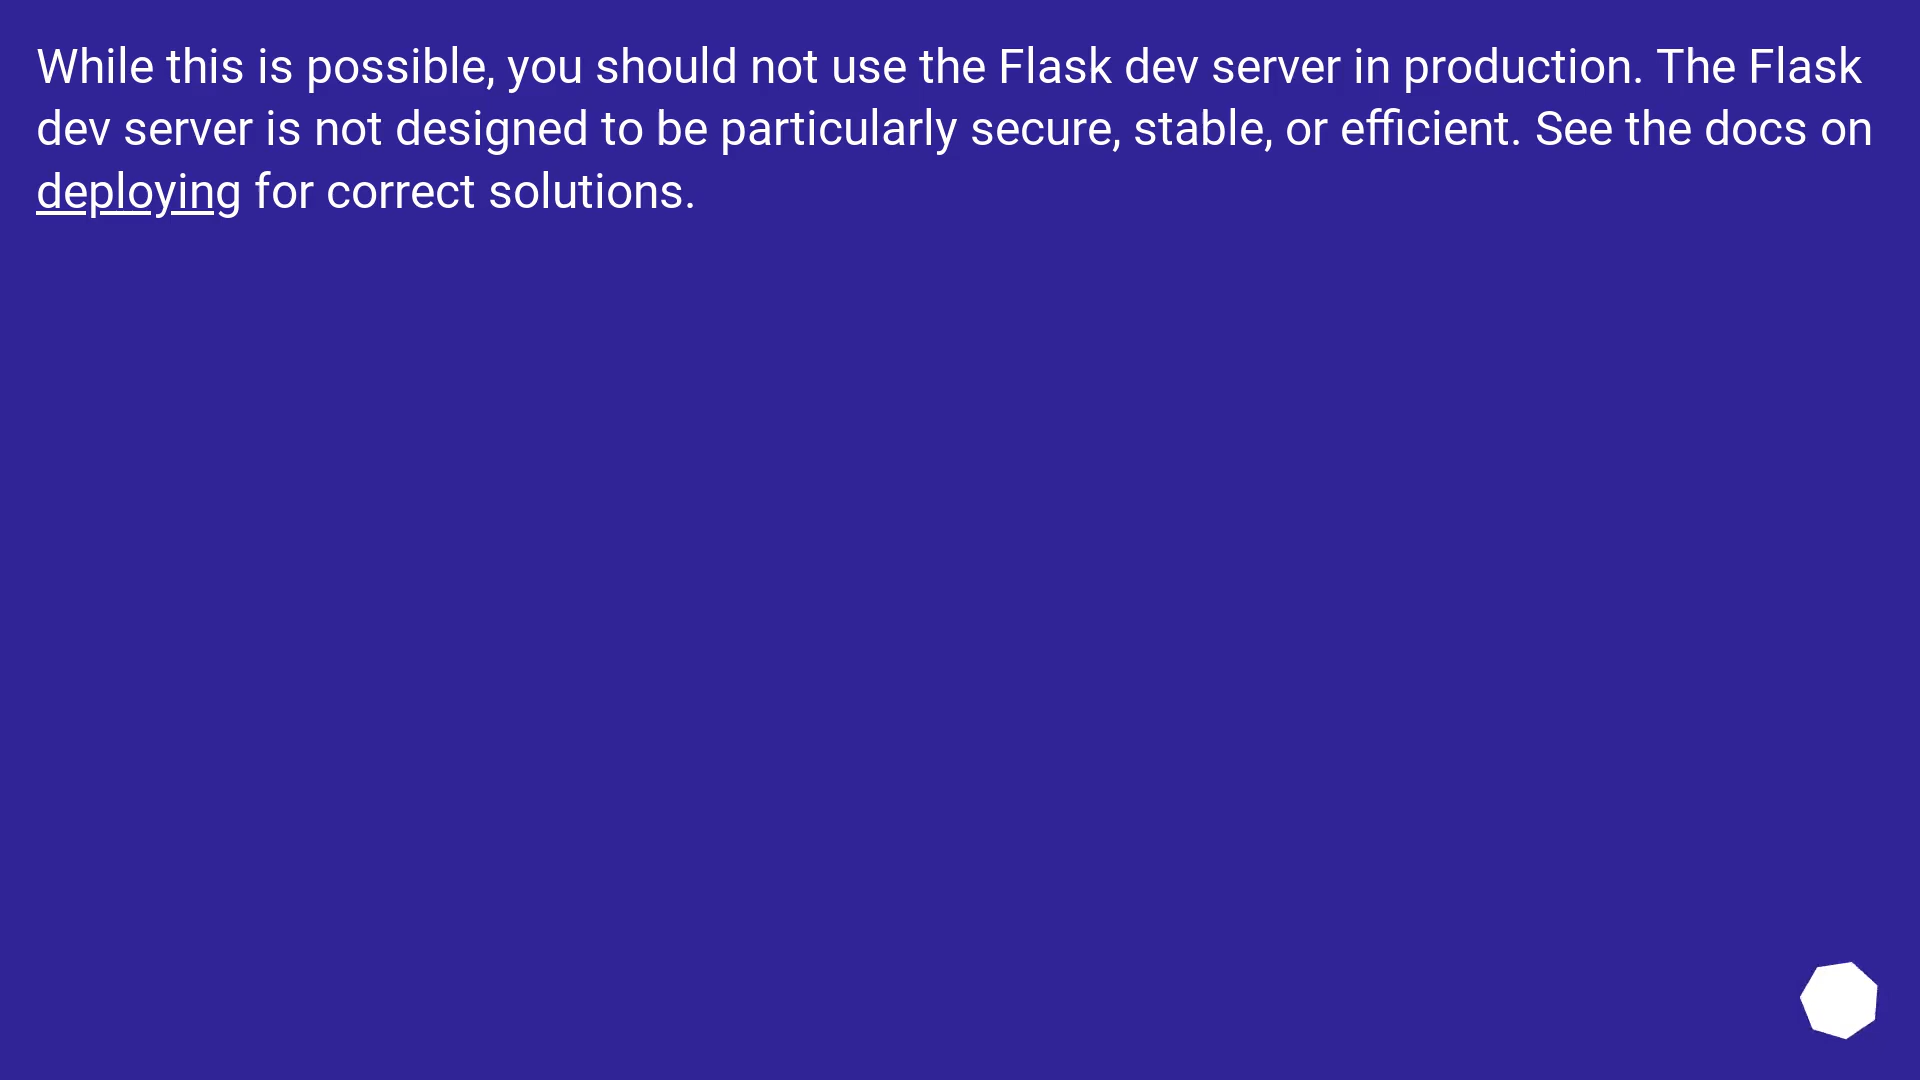 While this is possible, you should not use the Flask dev server in production. The Flask
dev server is not designed to be particularly secure, stable, or efficient. See the docs on
deploying for correct solutions.